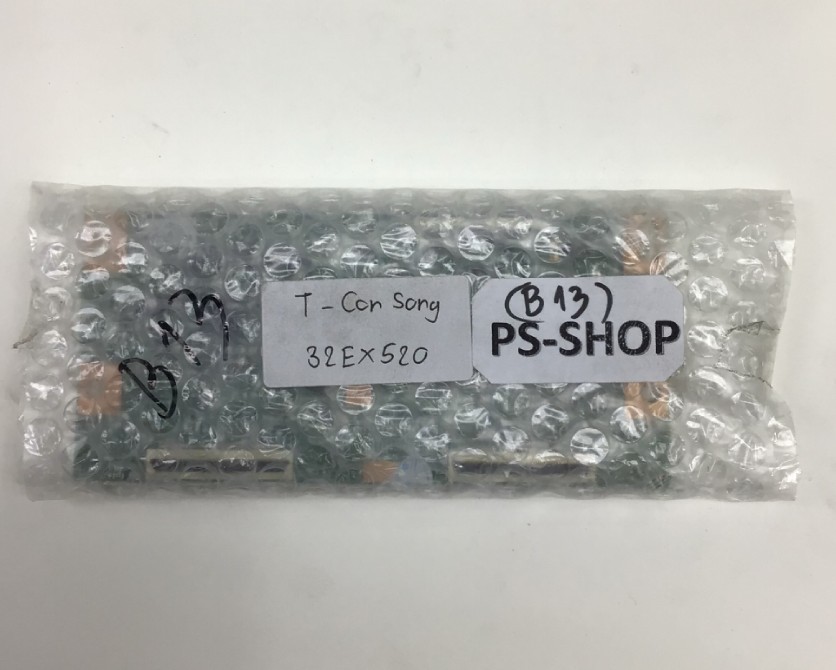 B13
T-Con Sony
32EX520
(B13)
PS-SHOP